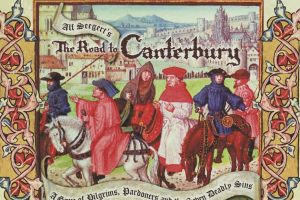 Alf Seegert's
The Road to Canterbury
A Game of Pilgrims, Pardoners and the Seven Deadly Sins